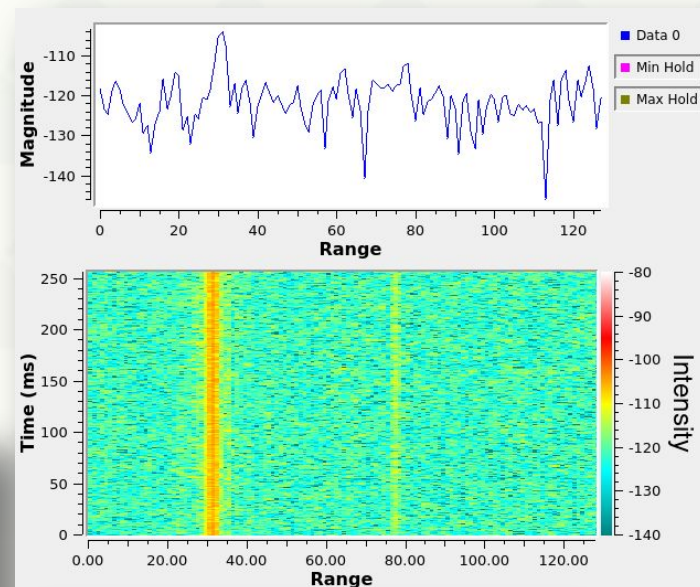 -110
-120
-130
-140
Magnitude
0 20 40 60 80 100 120
Range
Data 0
Min Hold
Max Hold
250
200
150
100
50
0
Time (ms)
0.00 20.00 40.00 60.00 80.00 100.00 120.00
Range
-80
-90
-100
-110
-120
-130
-140
Intensity